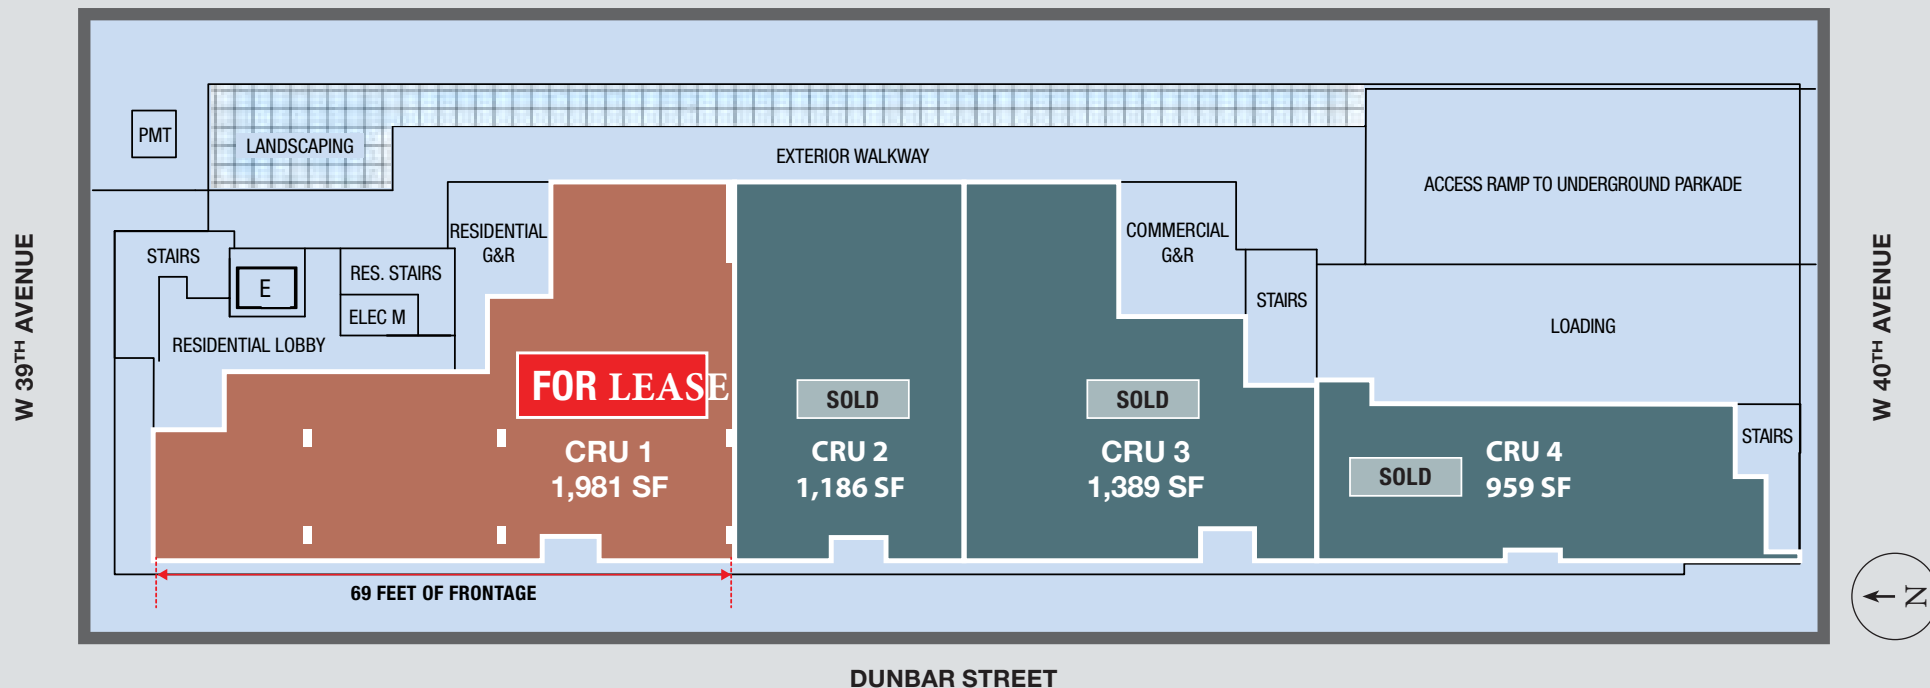 PMT
LANDSCAPING
EXTERIOR WALKWAY
ACCESS RAMP TO UNDERGROUND PARKADE
W 39TH AVENUE
STAIRS
E
RES. STAIRS
ELEC M
RESIDENTIAL LOBBY
RESIDENTIAL
G&R
COMMERCIAL
G&R
STAIRS
LOADING
W 40TH AVENUE
FOR LEASE
CRU 1
1,981 SF
SOLD
CRU 2
1,186 SF
SOLD
CRU 3
1,389 SF
SOLD
CRU 4
959 SF
STAIRS
69 FEET OF FRONTAGE
N
DUNBAR STREET